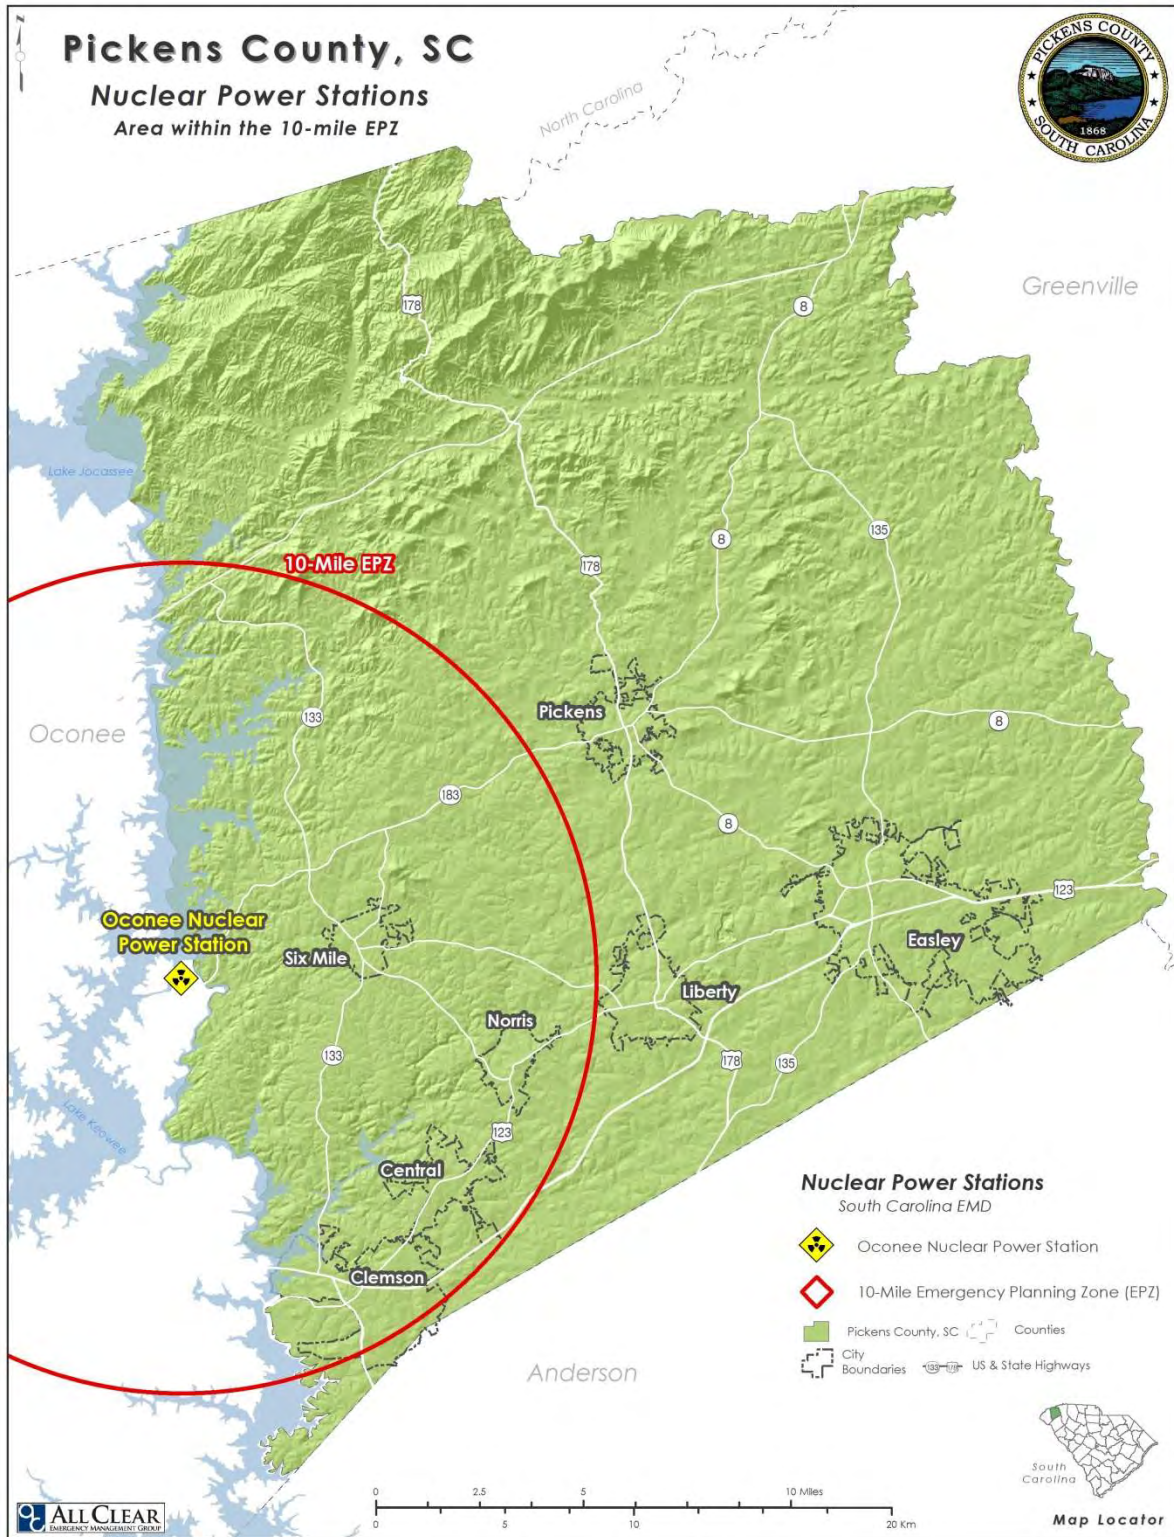 N
Pickens County, SC
Nuclear Power Stations
Area within the 10-mile EPZ
PICKENS COUNTY
1868
SOUTH CAROLINA
North Carolina
Greenville
178
8
Lake Jocassee
135
8
10-Mile EPZ
178
Pickens
133
8
Oconee
183
8
123
Oconee Nuclear
Power Station
Easley
Six Mile
Liberty
Norris
133
178
135
Lake Keowee
123
Central
Clemson
Anderson
Nuclear Power Stations
South Carolina EMD
Oconee Nuclear Power Station
10-Mile Emergency Planning Zone (EPZ)
Pickens County, SC
Counties
City
Boundaries
133
178
US & State Highways
South
Carolina
Map Locator
ALL CLEAR
EMERGENCY MANAGEMENT GROUP
0 2.5 5 10 Miles
0 5 10 20 Km